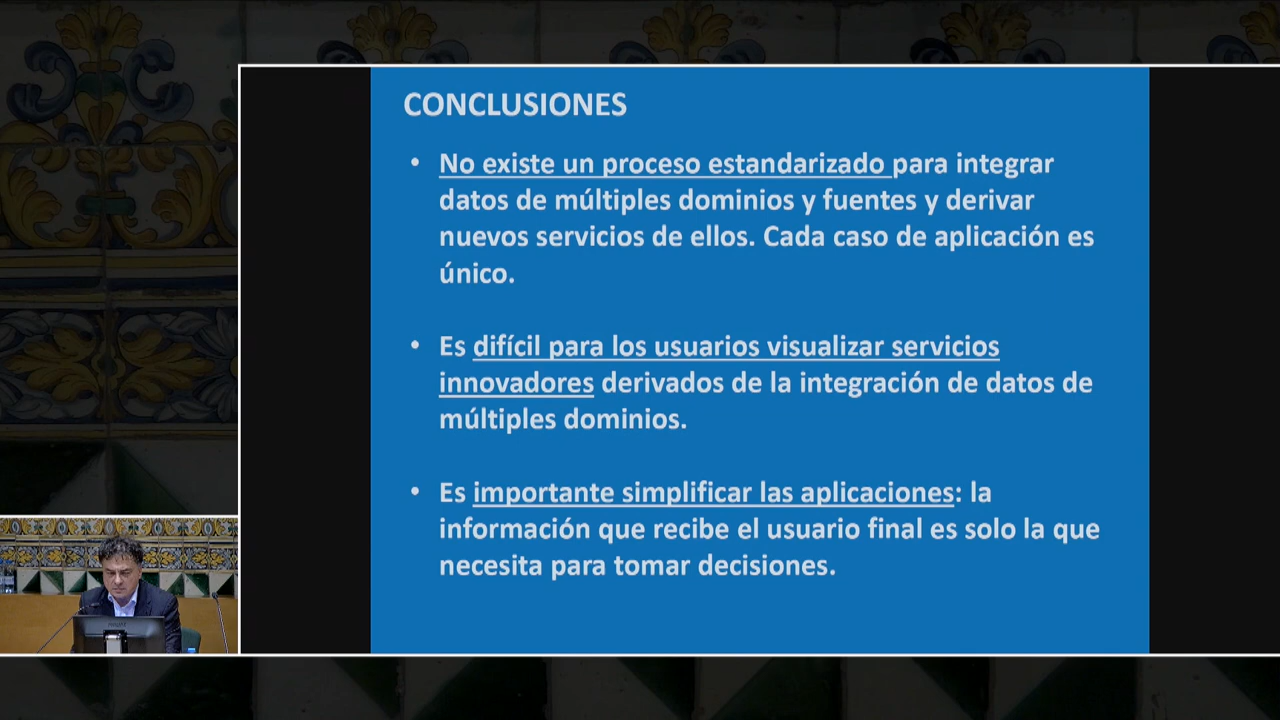 CONCLUSIONES
• No existe un proceso estandarizado para integrar
datos de múltiples dominios y fuentes y derivar
nuevos servicios de ellos. Cada caso de aplicación es
único.
• Es difícil para los usuarios visualizar servicios
innovadores derivados de la integración de datos de
múltiples dominios.
• Es importante simplificar las aplicaciones: la
información que recibe el usuario final es solo la que
necesita para tomar decisiones.